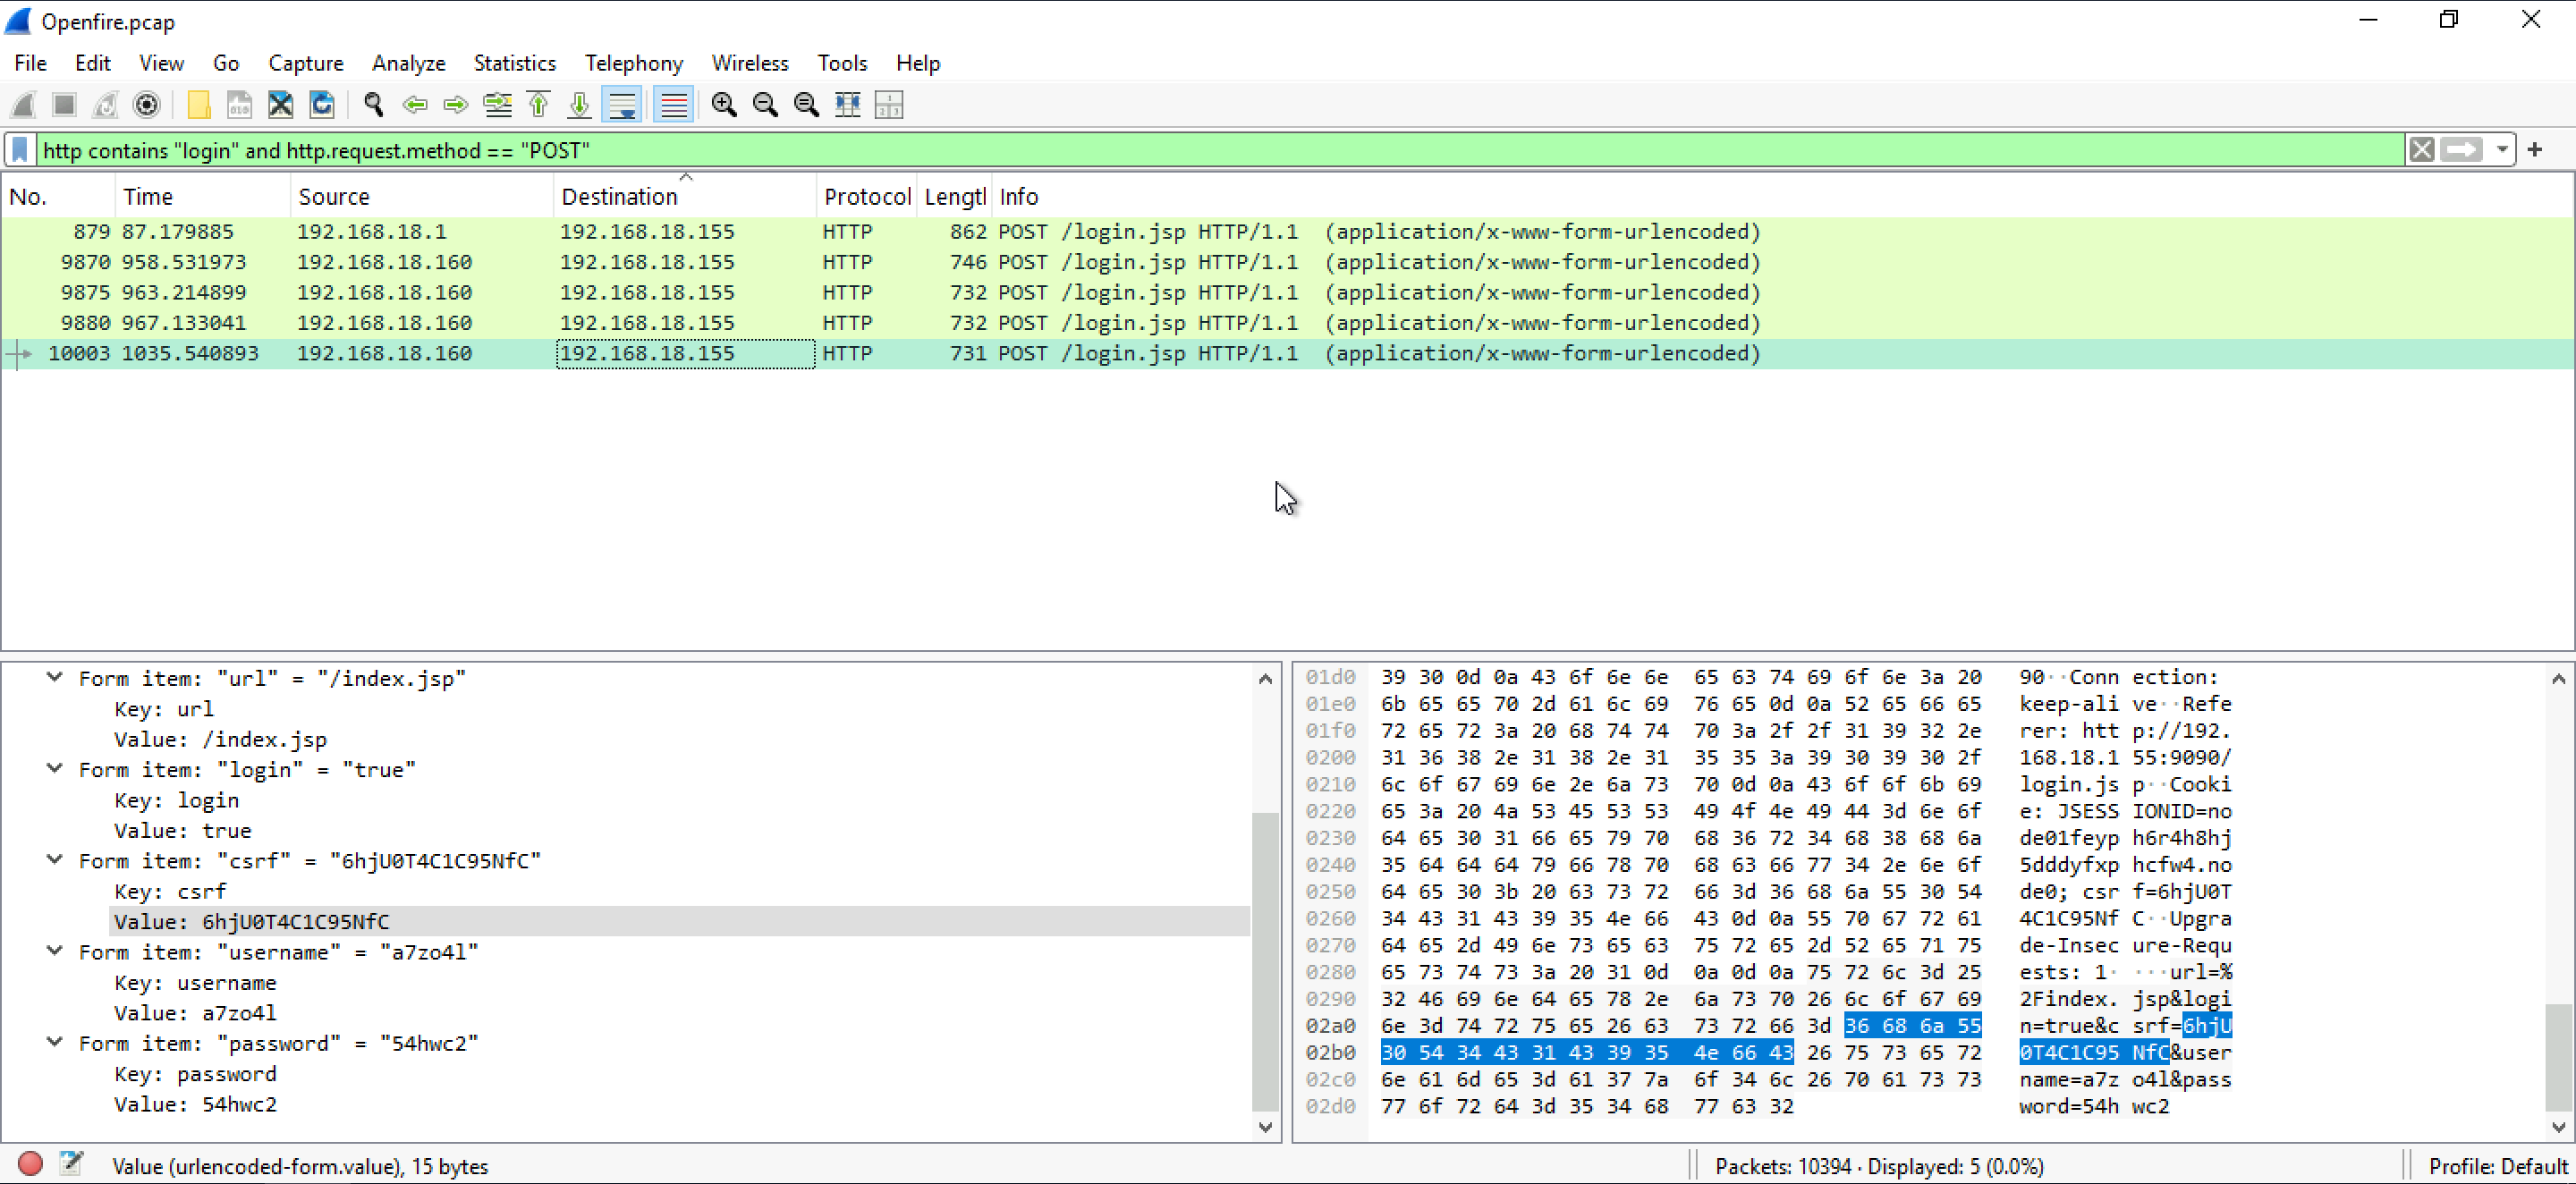 Openfire.pcap
File Edit View Go Capture Analyze Statistics Telephony Wireless Tools Help
http contains "login" and http.request.method == "POST"
No. Time Source Destination Protocol Lengtl Info
879 87.179885 192.168.18.1 192.168.18.155 HTTP 862 POST /login.jsp HTTP/1.1 (application/x-www-form-urlencoded)
9870 958.531973 192.168.18.160 192.168.18.155 HTTP 746 POST /login.jsp HTTP/1.1 (application/x-www-form-urlencoded)
9875 963.214899 192.168.18.160 192.168.18.155 HTTP 732 POST /login.jsp HTTP/1.1 (application/x-www-form-urlencoded)
9880 967.133041 192.168.18.160 192.168.18.155 HTTP 732 POST /login.jsp HTTP/1.1 (application/x-www-form-urlencoded)
10003 1035.540893 192.168.18.160 192.168.18.155 HTTP 731 POST /login.jsp HTTP/1.1 (application/x-www-form-urlencoded)
Form item: "url" = "/index.jsp"
Key: url
Value: /index.jsp
Form item: "login" = "true"
Key: login
Value: true
Form item: "csrf" = "6hjU0T4C1C95NfC"
Key: csrf
Value: 6hjU0T4C1C95NfC
Form item: "username" = "a7zo4l"
Key: username
Value: a7zo4l
Form item: "password" = "54hwc2"
Key: password
Value: 54hwc2
01d0 39 30 0d 0a 43 6f 6e 6e 65 63 74 69 6f 6e 3a 20 90··Conn ection:
01e0 6b 65 65 70 2d 61 6c 69 76 65 0d 0a 52 65 66 65 keep-ali ve··Refe
01f0 72 65 72 3a 20 68 74 74 70 3a 2f 2f 31 39 32 2e rer: htt p://192.
0200 31 36 38 2e 31 38 2e 31 35 35 3a 39 30 39 30 2f 168.18.1 55:9090/
0210 6c 6f 67 69 6e 2e 6a 73 70 0d 0a 43 6f 6f 6b 69 login.js p··Cooki
0220 65 3a 20 4a 53 45 53 53 49 4f 4e 49 44 3d 6e 6f e: JSESS IONID=no
0230 64 65 30 31 66 65 79 70 68 36 72 34 68 38 68 6a de01feyp h6r4h8hj
0240 35 64 64 64 79 66 78 70 68 63 66 77 34 2e 6e 6f 5dddyfxp hcfw4.no
0250 64 65 30 3b 20 63 73 72 66 3d 36 68 6a 55 30 54 de0; csr f=6hjU0T
0260 34 43 31 43 39 35 4e 66 43 0d 0a 55 70 67 72 61 4C1C95Nf C··Upgra
0270 64 65 2d 49 6e 73 65 63 75 72 65 2d 52 65 71 75 de-Insec ure-Requ
0280 65 73 74 73 3a 20 31 0d 0a 0d 0a 75 72 6c 3d 25 ests: 1· ···url=%
0290 32 46 69 6e 64 65 78 2e 6a 73 70 26 6c 6f 67 69 2Findex. jsp&logi
02a0 6e 3d 74 72 75 65 26 63 73 72 66 3d 36 68 6a 55 n=true&c srf=6hjU
02b0 30 54 34 43 31 43 39 35 4e 66 43 26 75 73 65 72 0T4C1C95 NfC&user
02c0 6e 61 6d 65 3d 61 37 7a 6f 34 6c 26 70 61 73 73 name=a7z o4l&pass
02d0 77 6f 72 64 3d 35 34 68 77 63 32 word=54h wc2
Value (urlencoded-form.value), 15 bytes
Packets: 10394 · Displayed: 5 (0.0%)
Profile: Default